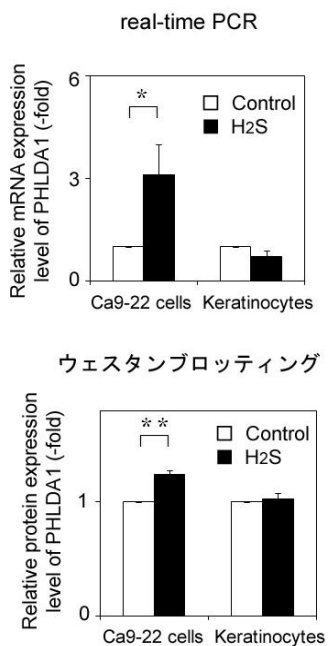 real-time PCR
Relative mRNA expression
level of PHLDA1 (-fold)
6
3
0
*
Control
H2S
Ca9-22 cells Keratinocytes
ウェスタンブロッティング
Relative protein expression
level of PHLDA1 (-fold)
1
0
**
Control
H2S
Ca9-22 cells Keratinocytes